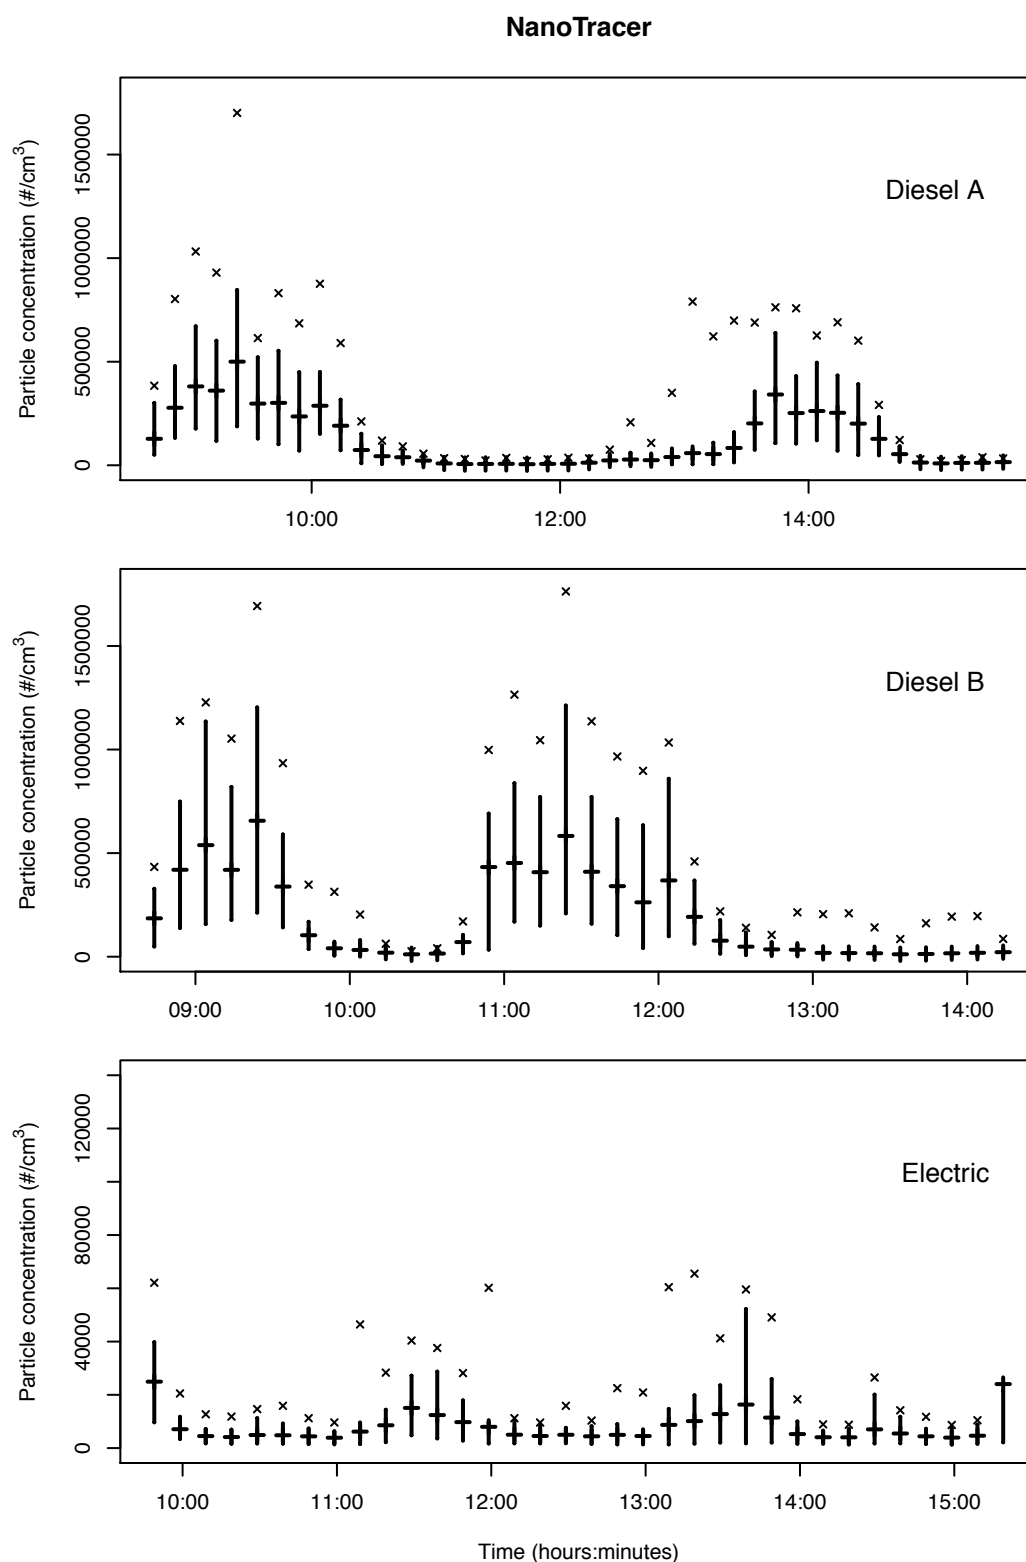 NanoTracer
Particle concentration (#/cm³)
1500000
1000000
500000
0
Diesel A
10:00 12:00 14:00
Particle concentration (#/cm³)
1500000
1000000
500000
0
Diesel B
09:00 10:00 11:00 12:00 13:00 14:00
Particle concentration (#/cm³)
120000
80000
40000
0
Electric
10:00 11:00 12:00 13:00 14:00 15:00
Time (hours:minutes)